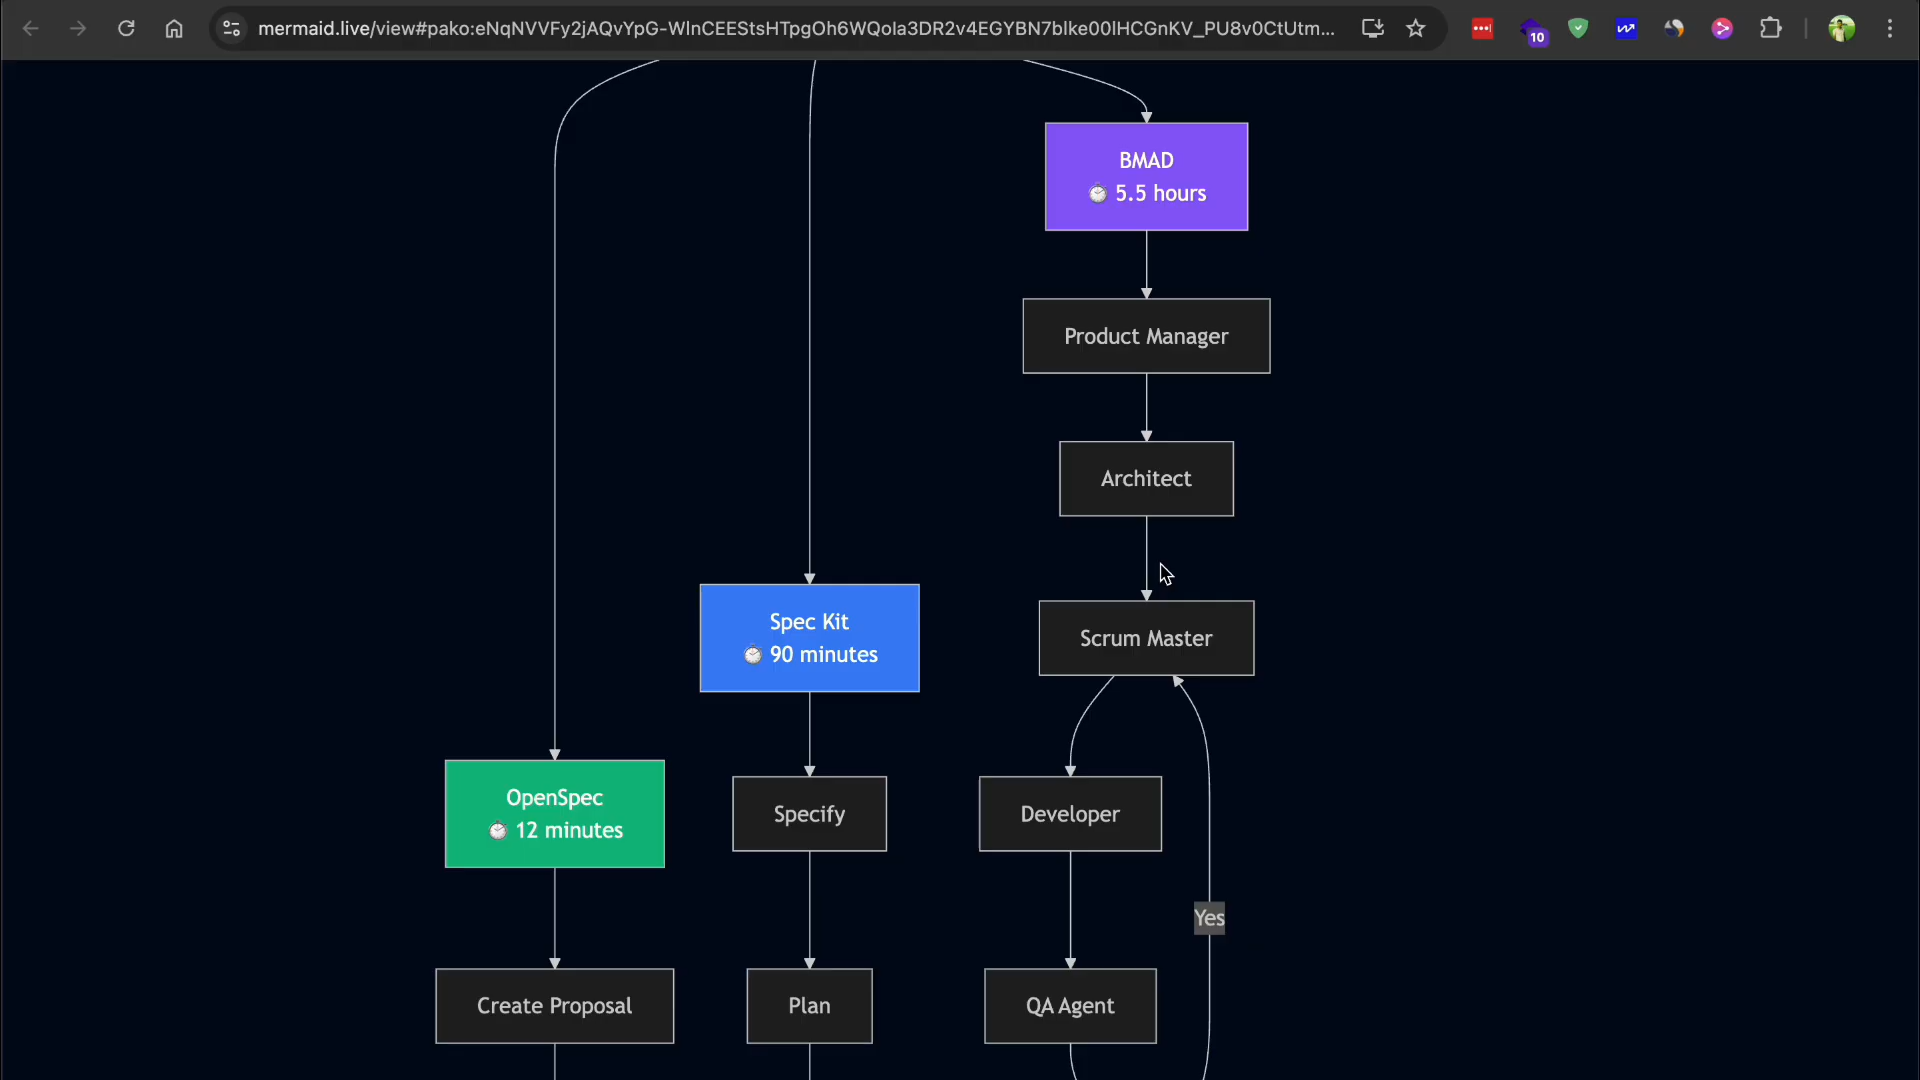 mermaid.live/view#pako:eNqNVVFy2jAQvYpG-WlnCEEStsHTpgOh6WQola3DR2v4EGYBN7blke00lHCGnKV_PU8v0CtUtm...
10
BMAD
⏱ 5.5 hours
Product Manager
Architect
Scrum Master
Spec Kit
⏱ 90 minutes
OpenSpec
⏱ 12 minutes
Specify
Developer
Yes
Create Proposal
Plan
QA Agent